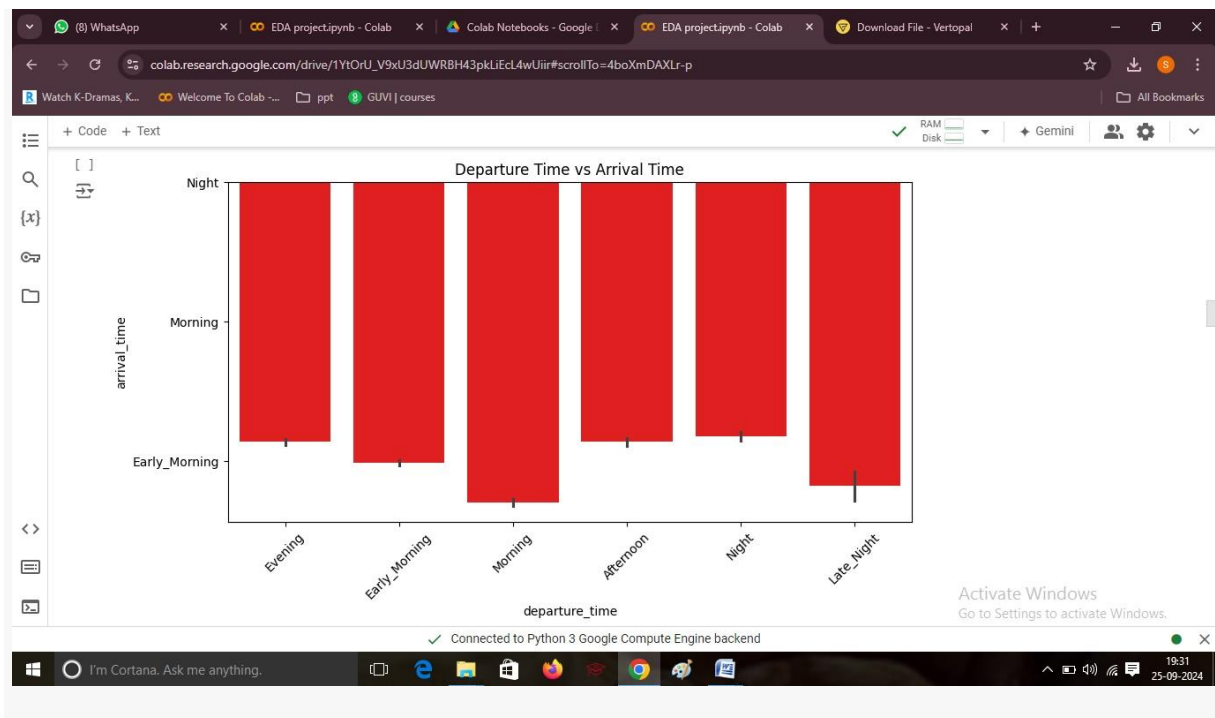 (8) WhatsApp
EDA project.ipynb - Colab
Colab Notebooks - Google
EDA project.ipynb - Colab
Download File - Vertopal
colab.research.google.com/drive/1YtOrU_V9xU3dUWRBH43pkLiEcL4wUiir#scrollTo=4boXmDAXLr-p
Watch K-Dramas, K...
Welcome To Colab -...
ppt
GUVI | courses
All Bookmarks
+ Code + Text
RAM
Disk
Gemini
[ ]
{x}
Departure Time vs Arrival Time
Night
Morning
Early_Morning
arrival_time
Evening
Early_Morning
Morning
Afternoon
Night
Late_Night
departure_time
Activate Windows
Go to Settings to activate Windows.
Connected to Python 3 Google Compute Engine backend
I'm Cortana. Ask me anything.
19:31
25-09-2024